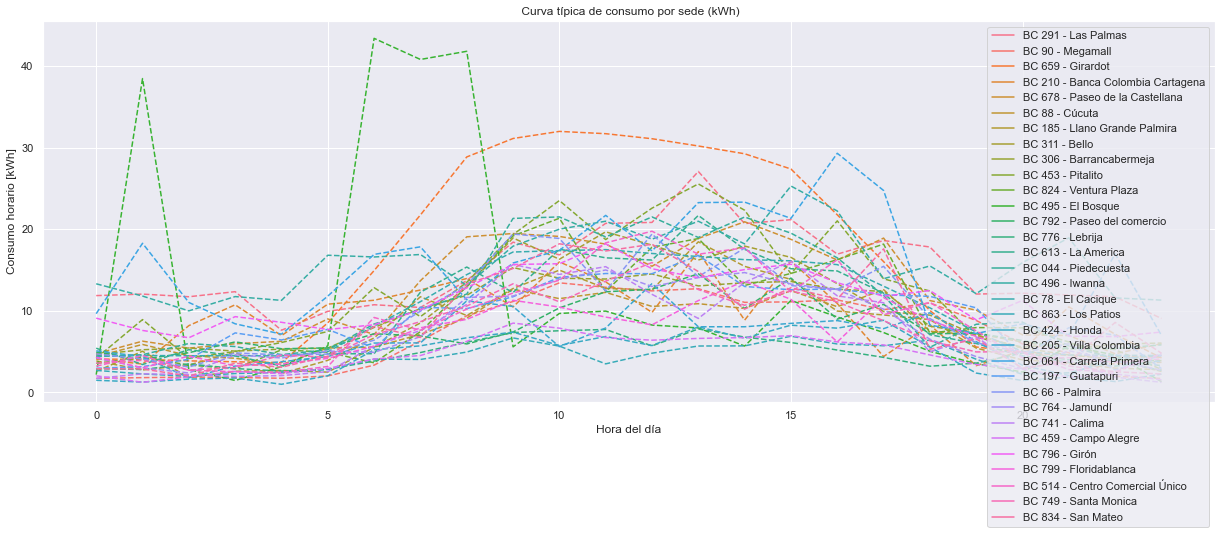 Curva típica de consumo por sede (kWh)
Consumo horario [kWh]
40
30
20
10
0
0
5
10
15
20
Hora del día
BC 291 - Las Palmas
BC 90 - Megamall
BC 659 - Girardot
BC 210 - Banca Colombia Cartagena
BC 678 - Paseo de la Castellana
BC 88 - Cúcuta
BC 185 - Llano Grande Palmira
BC 311 - Bello
BC 306 - Barrancabermeja
BC 453 - Pitalito
BC 824 - Ventura Plaza
BC 495 - El Bosque
BC 792 - Paseo del comercio
BC 776 - Lebrija
BC 613 - La America
BC 044 - Piedecuesta
BC 496 - Iwanna
BC 78 - El Cacique
BC 863 - Los Patios
BC 424 - Honda
BC 205 - Villa Colombia
BC 061 - Carrera Primera
BC 197 - Guatapuri
BC 66 - Palmira
BC 764 - Jamundí
BC 741 - Calima
BC 459 - Campo Alegre
BC 796 - Girón
BC 799 - Floridablanca
BC 514 - Centro Comercial Único
BC 749 - Santa Monica
BC 834 - San Mateo